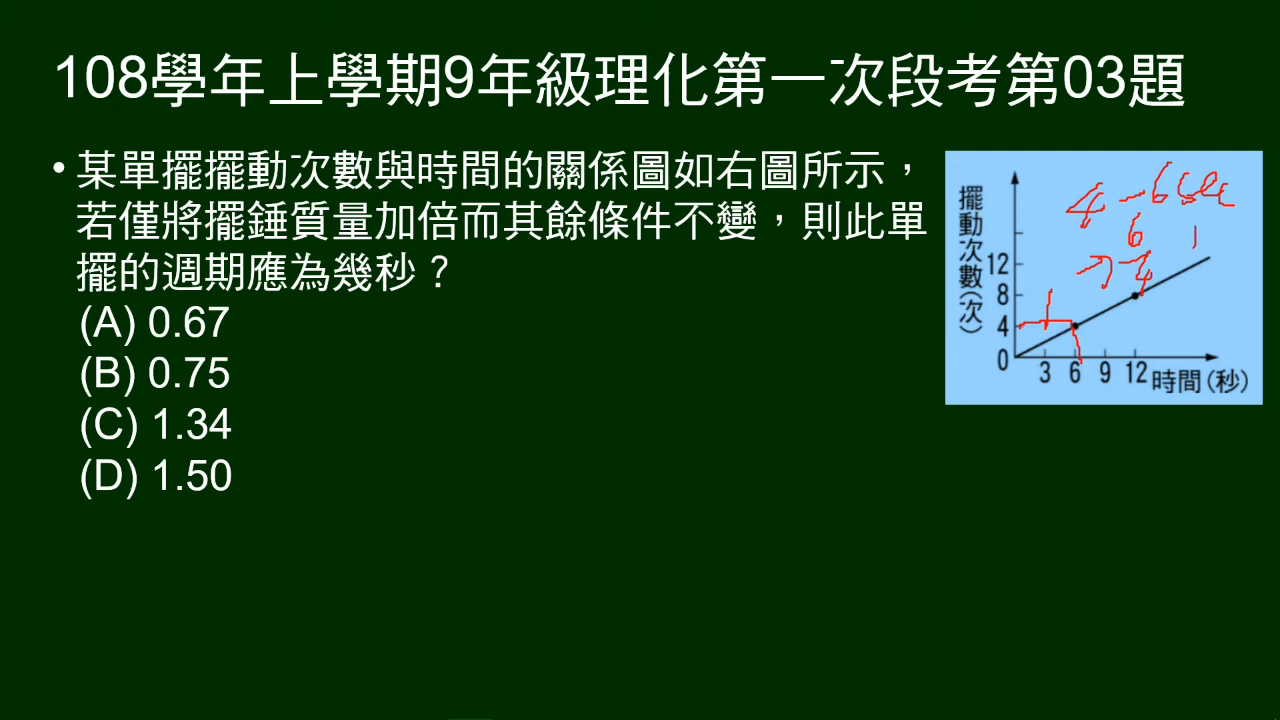 108學年上學期9年級理化第一次段考第03題
• 某單擺擺動次數與時間的關係圖如右圖所示，
若僅將擺錘質量加倍而其餘條件不變，則此單
擺的週期應為幾秒？
(A) 0.67
(B) 0.75
(C) 1.34
(D) 1.50
擺動次數(次)
12
8
4
0
3 6 9 12 時間(秒)
4 - 6 sec
6
4